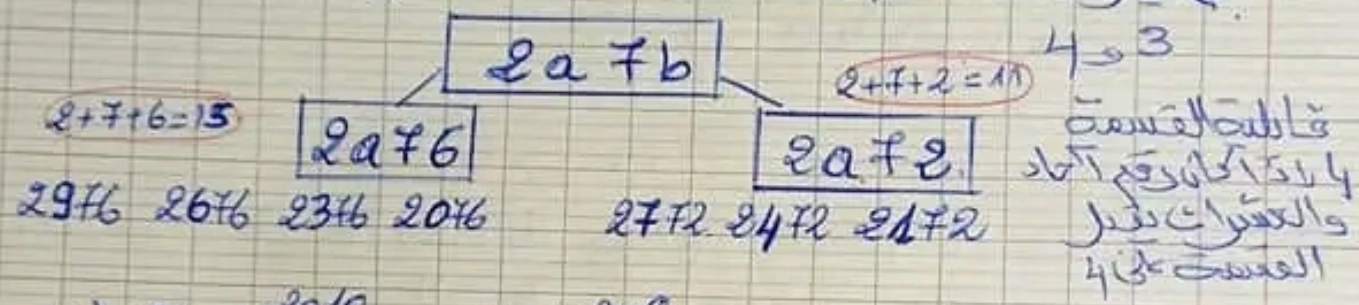 2a7b
3 و 4
2+7+6=15
2+7+2=11
2a76
2a72
2976 2676 2376 2076
2772 2472 2172
قابلية القسمة
4 إذا كان رقم آحاد
والعشرات يقبل
القسمة على 4